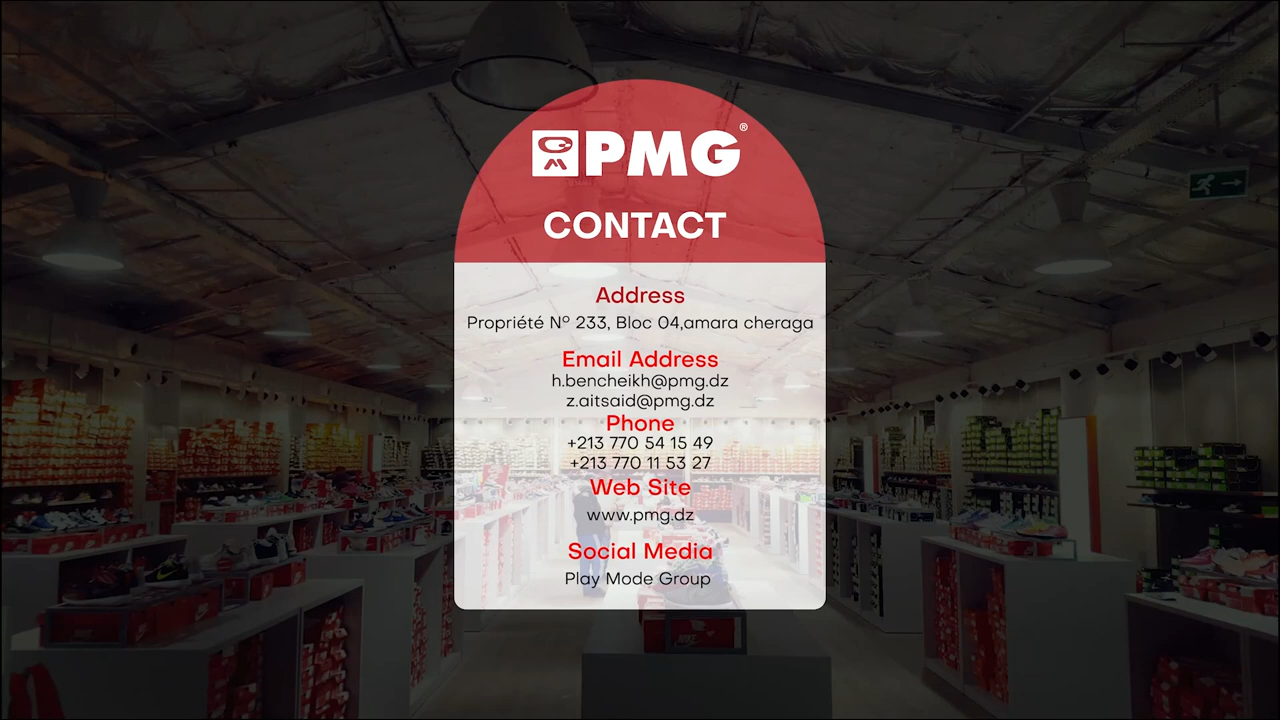 PMG®
CONTACT
Address
Propriété Nº 233, Bloc 04,amara cheraga
Email Address
h.bencheikh@pmg.dz
z.aitsaid@pmg.dz
Phone
+213 770 54 15 49
+213 770 11 53 27
Web Site
www.pmg.dz
Social Media
Play Mode Group